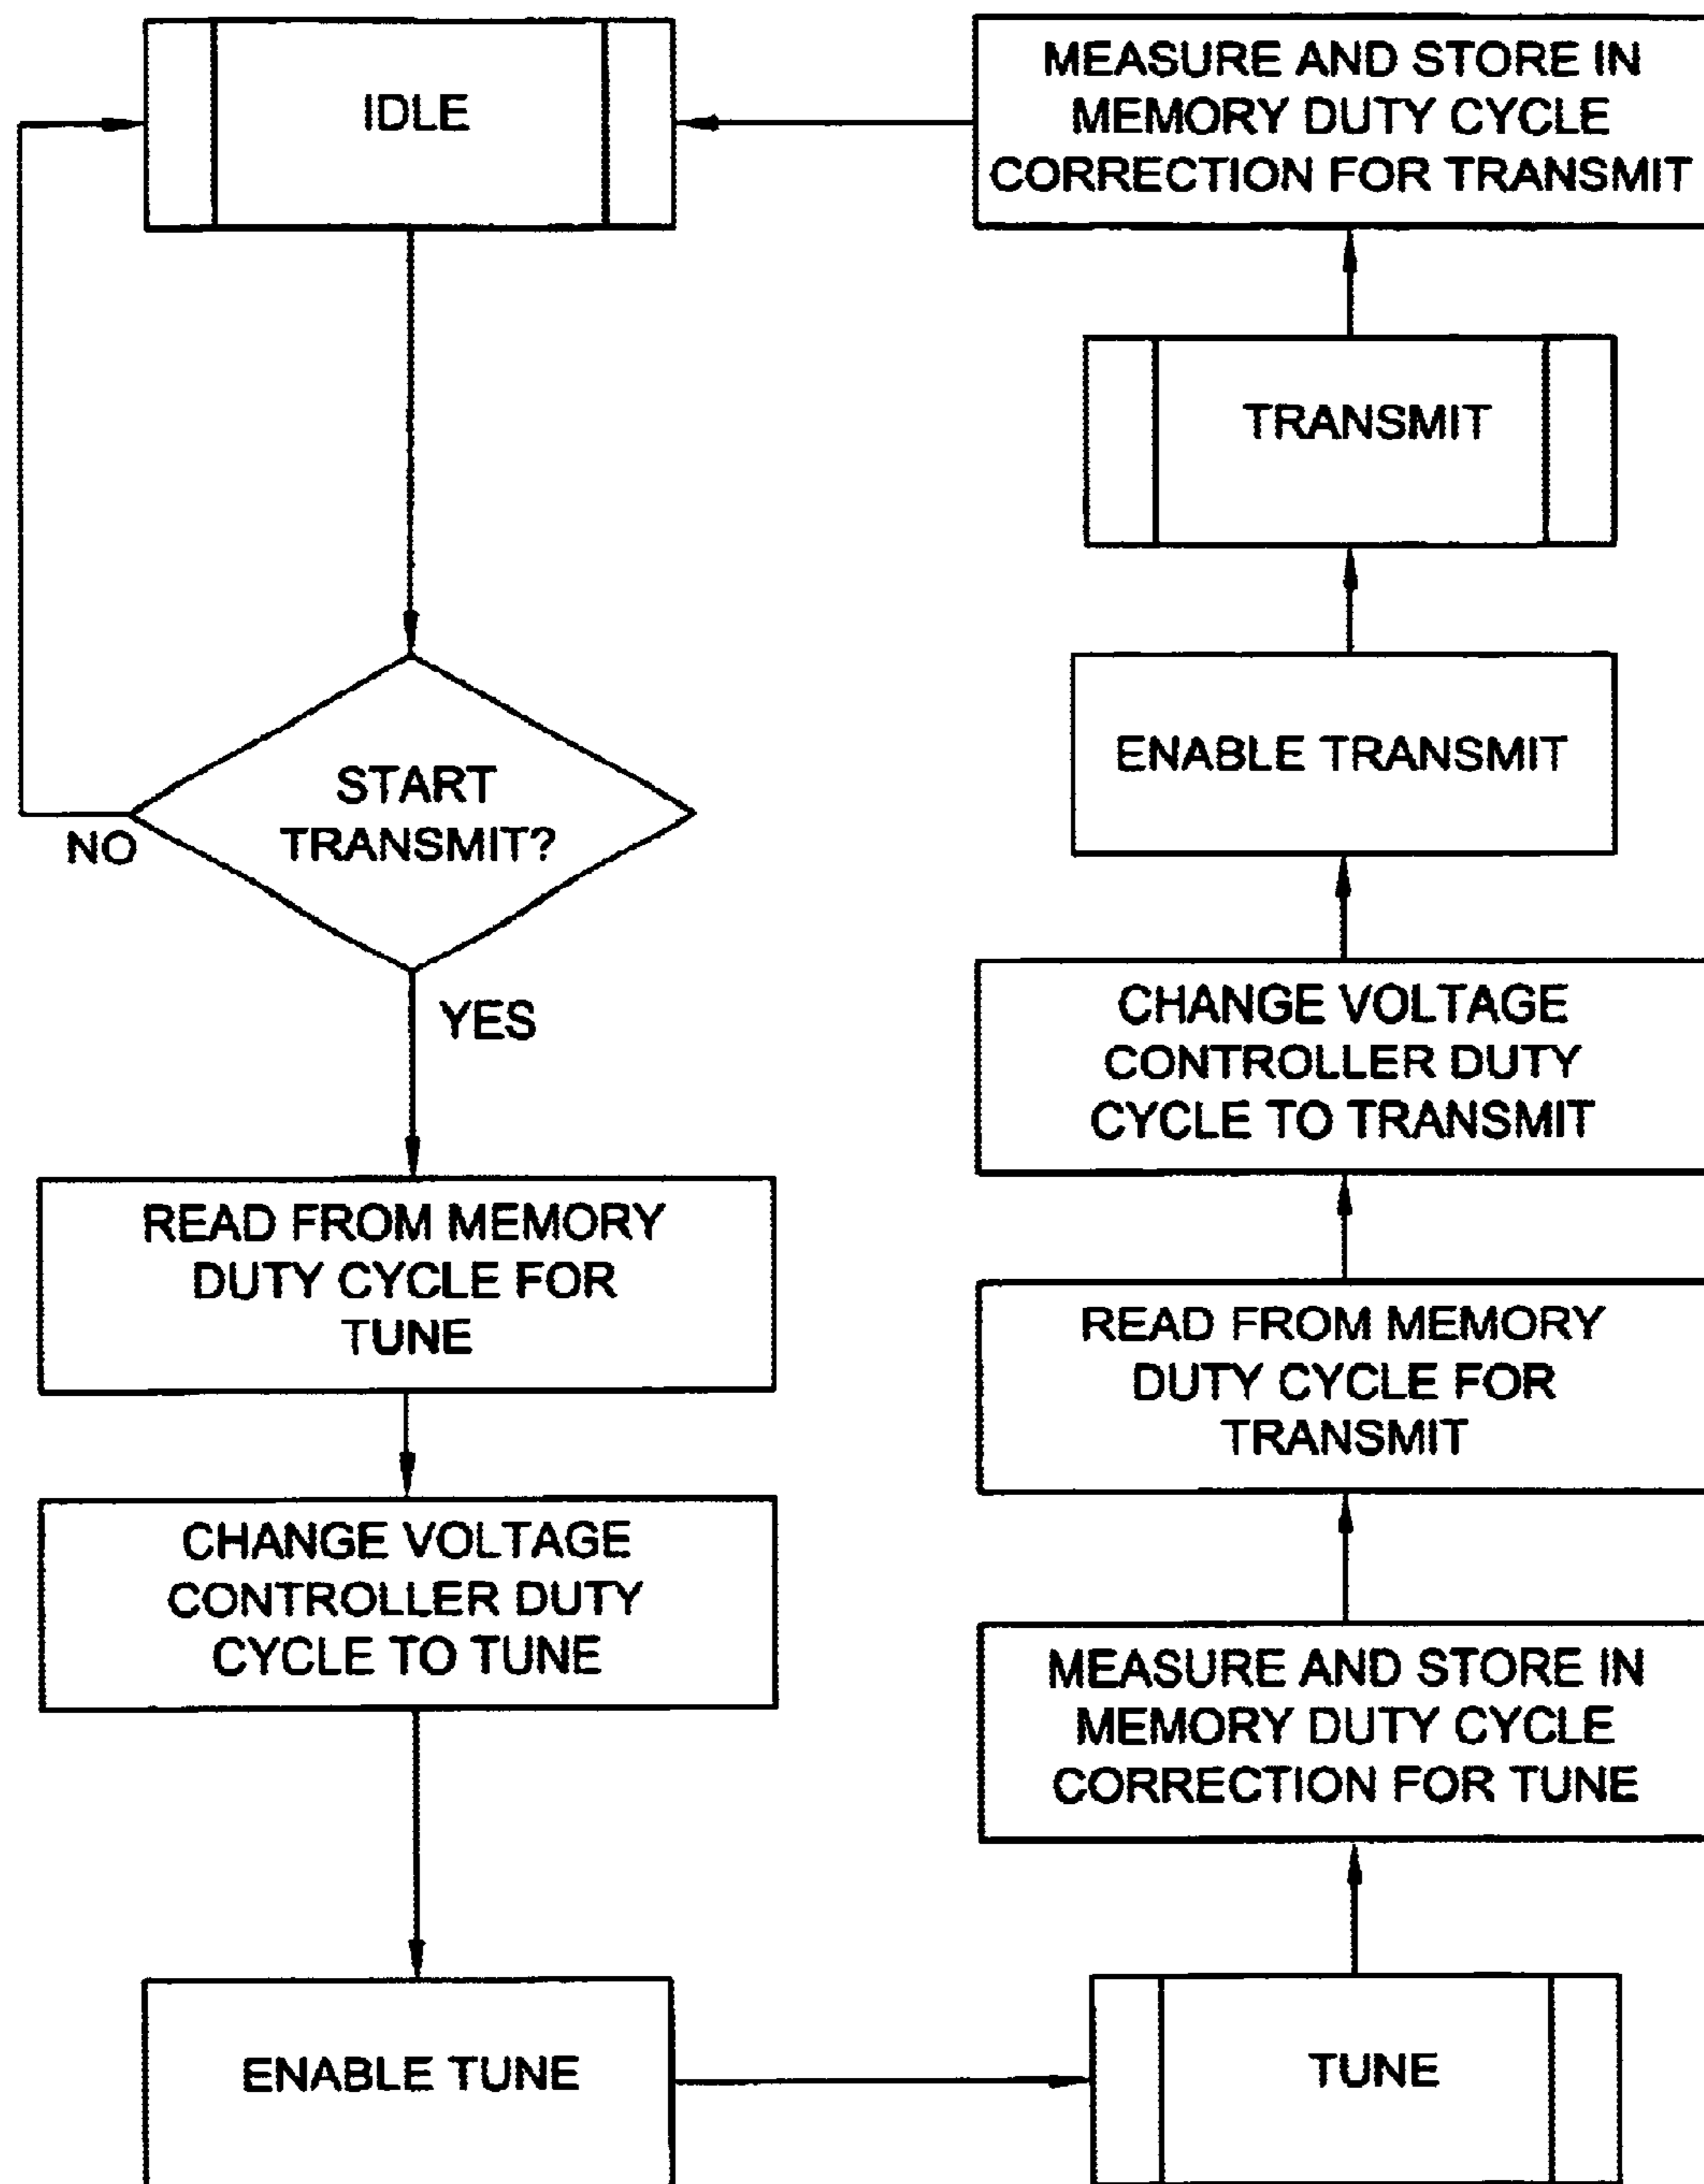 IDLE
START
TRANSMIT?
NO
YES
READ FROM MEMORY
DUTY CYCLE FOR
TUNE
CHANGE VOLTAGE
CONTROLLER DUTY
CYCLE TO TUNE
ENABLE TUNE
TUNE
MEASURE AND STORE IN
MEMORY DUTY CYCLE
CORRECTION FOR TUNE
READ FROM MEMORY
DUTY CYCLE FOR
TRANSMIT
CHANGE VOLTAGE
CONTROLLER DUTY
CYCLE TO TRANSMIT
ENABLE TRANSMIT
TRANSMIT
MEASURE AND STORE IN
MEMORY DUTY CYCLE
CORRECTION FOR TRANSMIT